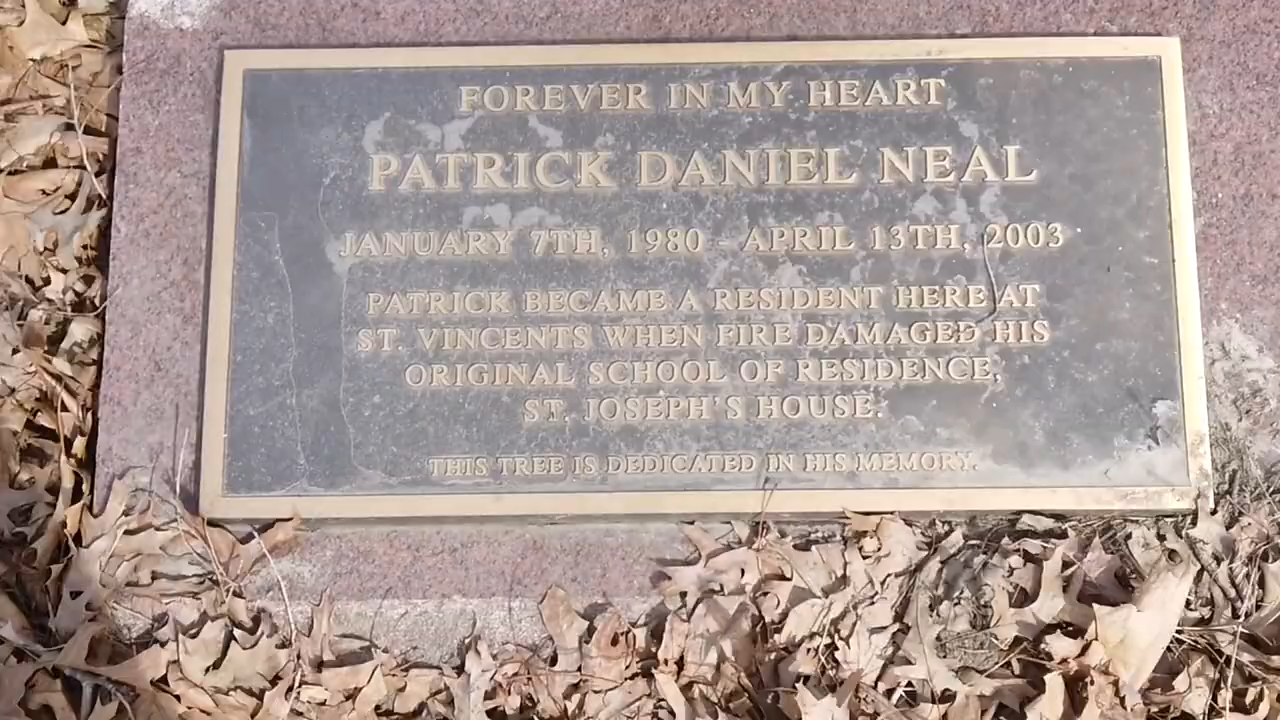 FOREVER IN MY HEART
PATRICK DANIEL NEAL
JANUARY 7TH, 1980 - APRIL 13TH, 2003
PATRICK BECAME A RESIDENT HERE AT
ST. VINCENTS WHEN FIRE DAMAGED HIS
ORIGINAL SCHOOL OF RESIDENCE,
ST. JOSEPH'S HOUSE.
THIS TREE IS DEDICATED IN HIS MEMORY.